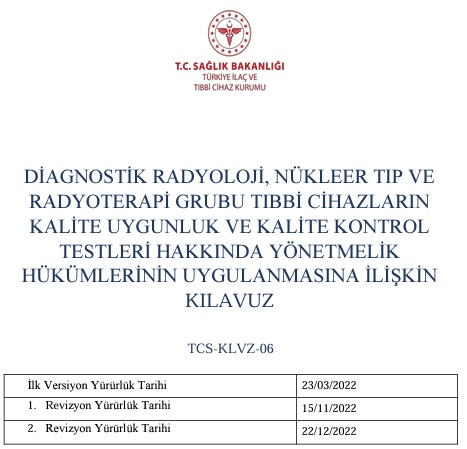 T.C. SAĞLIK BAKANLIĞI
TÜRKİYE İLAÇ VE
TIBBİ CİHAZ KURUMU
DİAGNOSTİK RADYOLOJİ, NÜKLEER TIP VE
RADYOTERAPİ GRUBU TIBBİ CİHAZLARIN
KALİTE UYGUNLUK VE KALİTE KONTROL
TESTLERİ HAKKINDA YÖNETMELİK
HÜKÜMLERİNİN UYGULANMASINA İLİŞKİN
KILAVUZ
TCS-KLVZ-06
İlk Versiyon Yürürlük Tarihi 23/03/2022
1. Revizyon Yürürlük Tarihi 15/11/2022
2. Revizyon Yürürlük Tarihi 22/12/2022